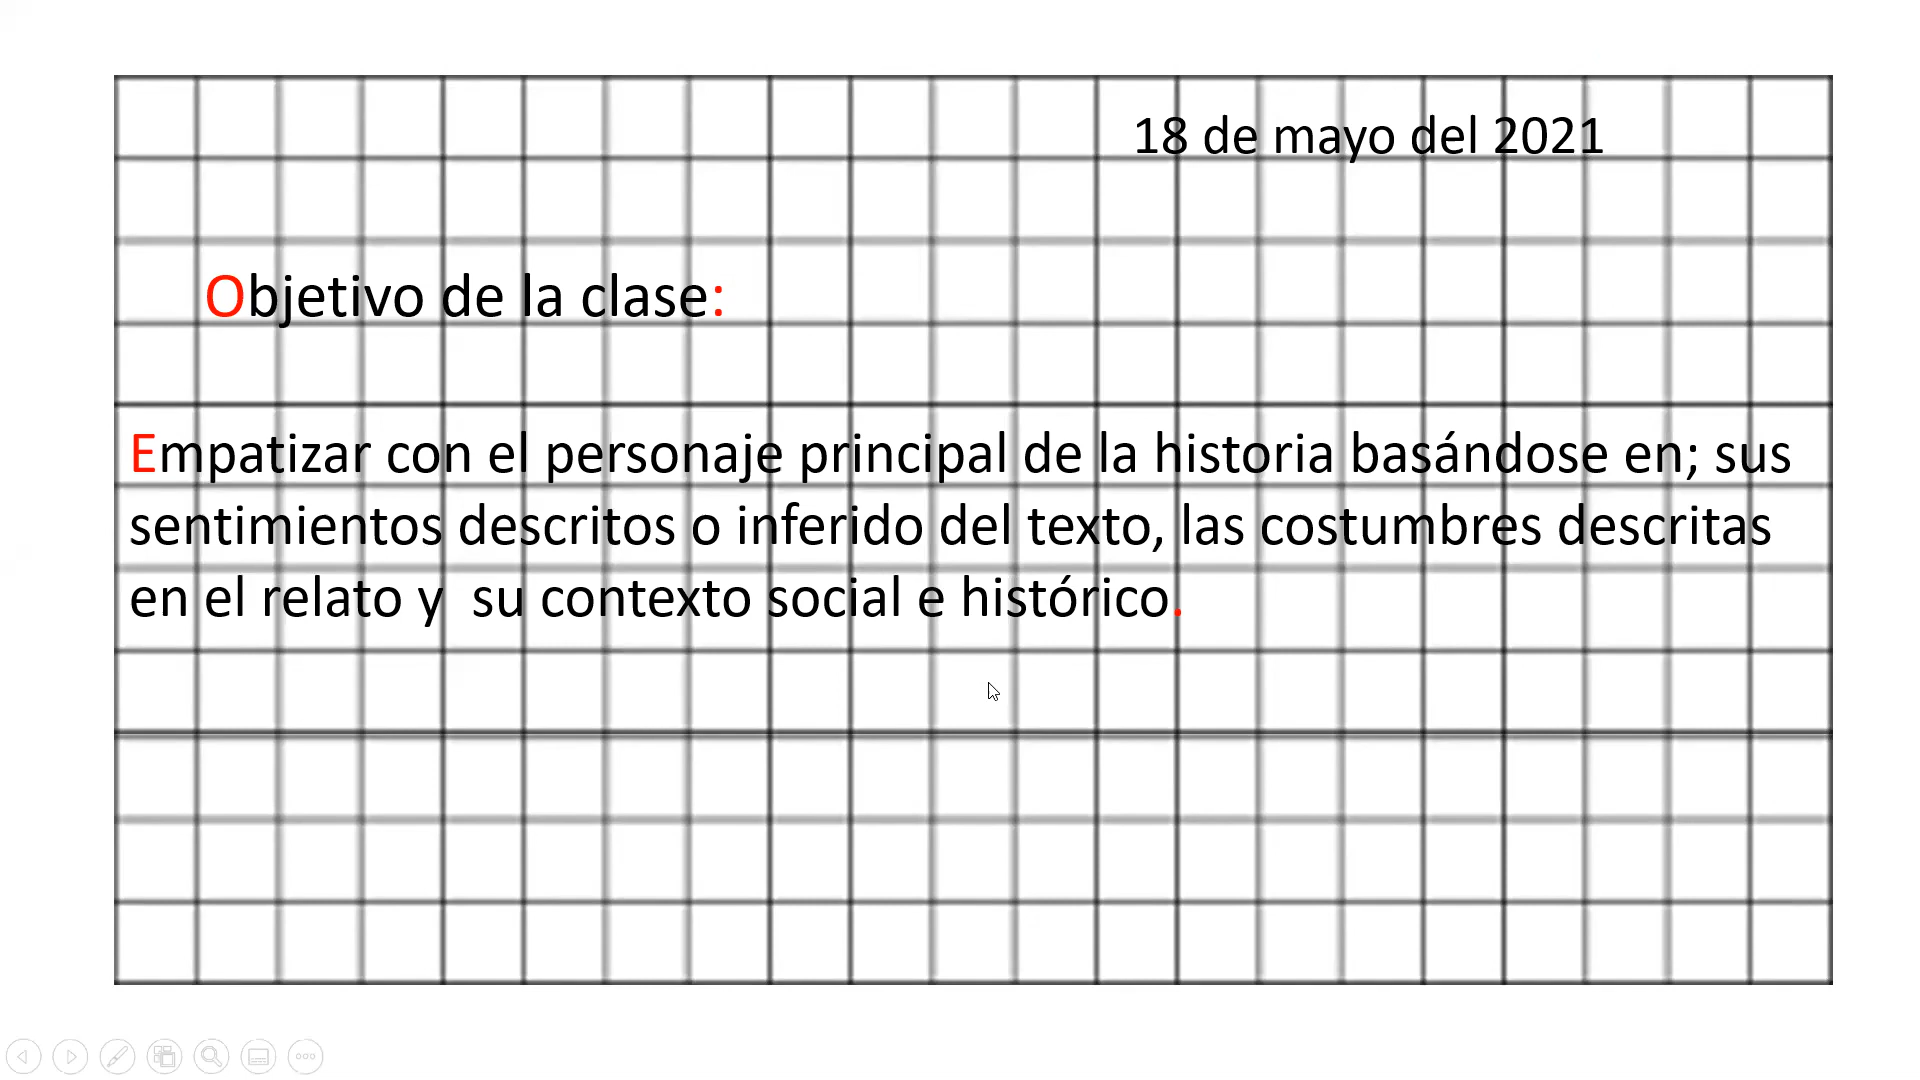 18 de mayo del 2021
Objetivo de la clase:
Empatizar con el personaje principal de la historia basándose en; sus
sentimientos descritos o inferido del texto, las costumbres descritas
en el relato y  su contexto social e histórico.